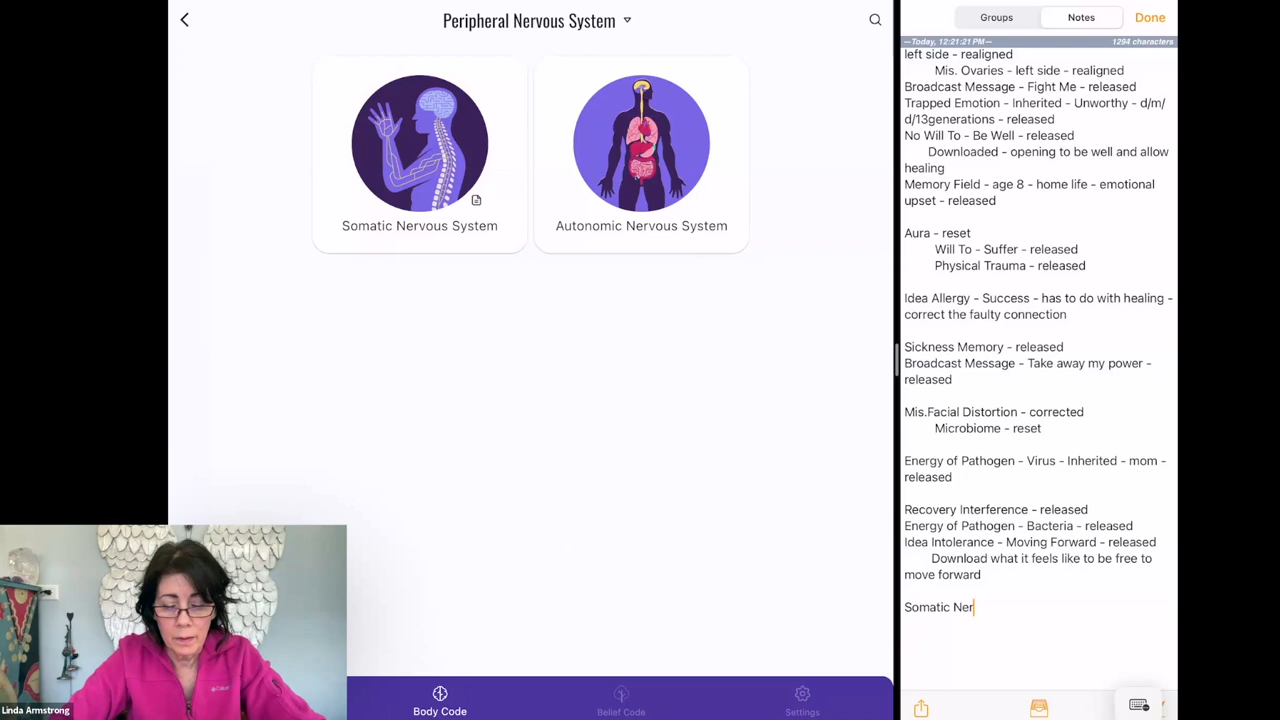 Peripheral Nervous System
Somatic Nervous System
Autonomic Nervous System
Body Code
Belief Code
Settings
Linda Armstrong
Groups
Notes
Done
—Today, 12:21:21 PM—
1294 characters
left side - realigned
Mis. Ovaries - left side - realigned
Broadcast Message - Fight Me - released
Trapped Emotion - Inherited - Unworthy - d/m/
d/13generations - released
No Will To - Be Well - released
Downloaded - opening to be well and allow
healing
Memory Field - age 8 - home life - emotional
upset - released
Aura - reset
Will To - Suffer - released
Physical Trauma - released
Idea Allergy - Success - has to do with healing -
correct the faulty connection
Sickness Memory - released
Broadcast Message - Take away my power -
released
Mis.Facial Distortion - corrected
Microbiome - reset
Energy of Pathogen - Virus - Inherited - mom -
released
Recovery Interference - released
Energy of Pathogen - Bacteria - released
Idea Intolerance - Moving Forward - released
Download what it feels like to be free to
move forward
Somatic Ner